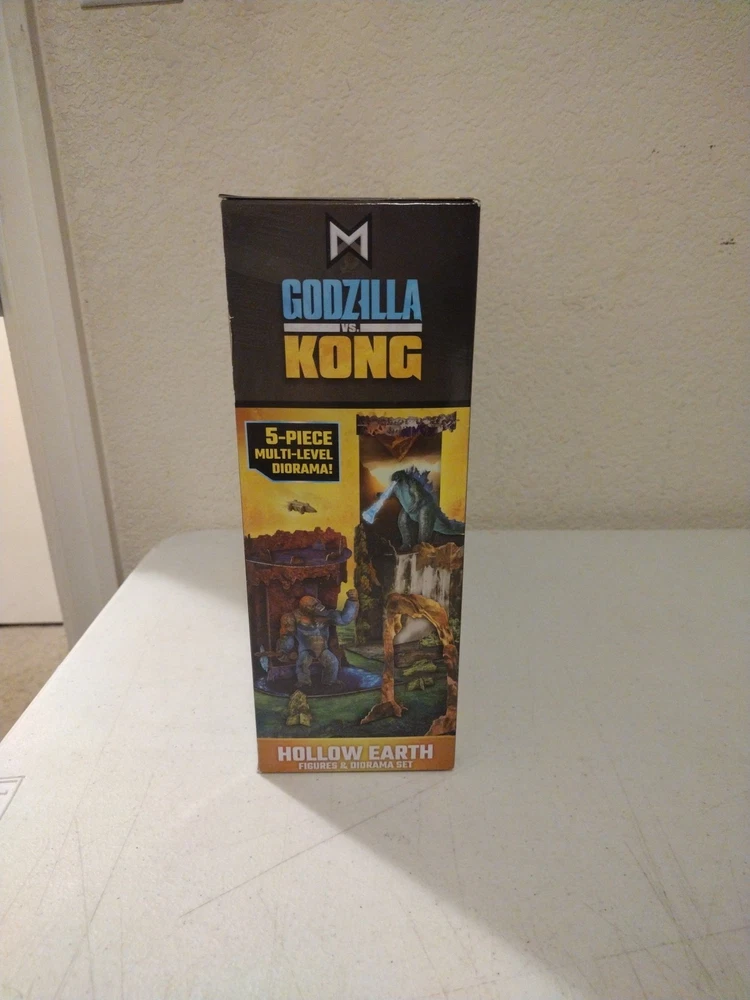 M
GODZILLA
VS.
KONG
5-PIECE
MULTI-LEVEL
DIORAMA!
HOLLOW EARTH
FIGURES & DIORAMA SET